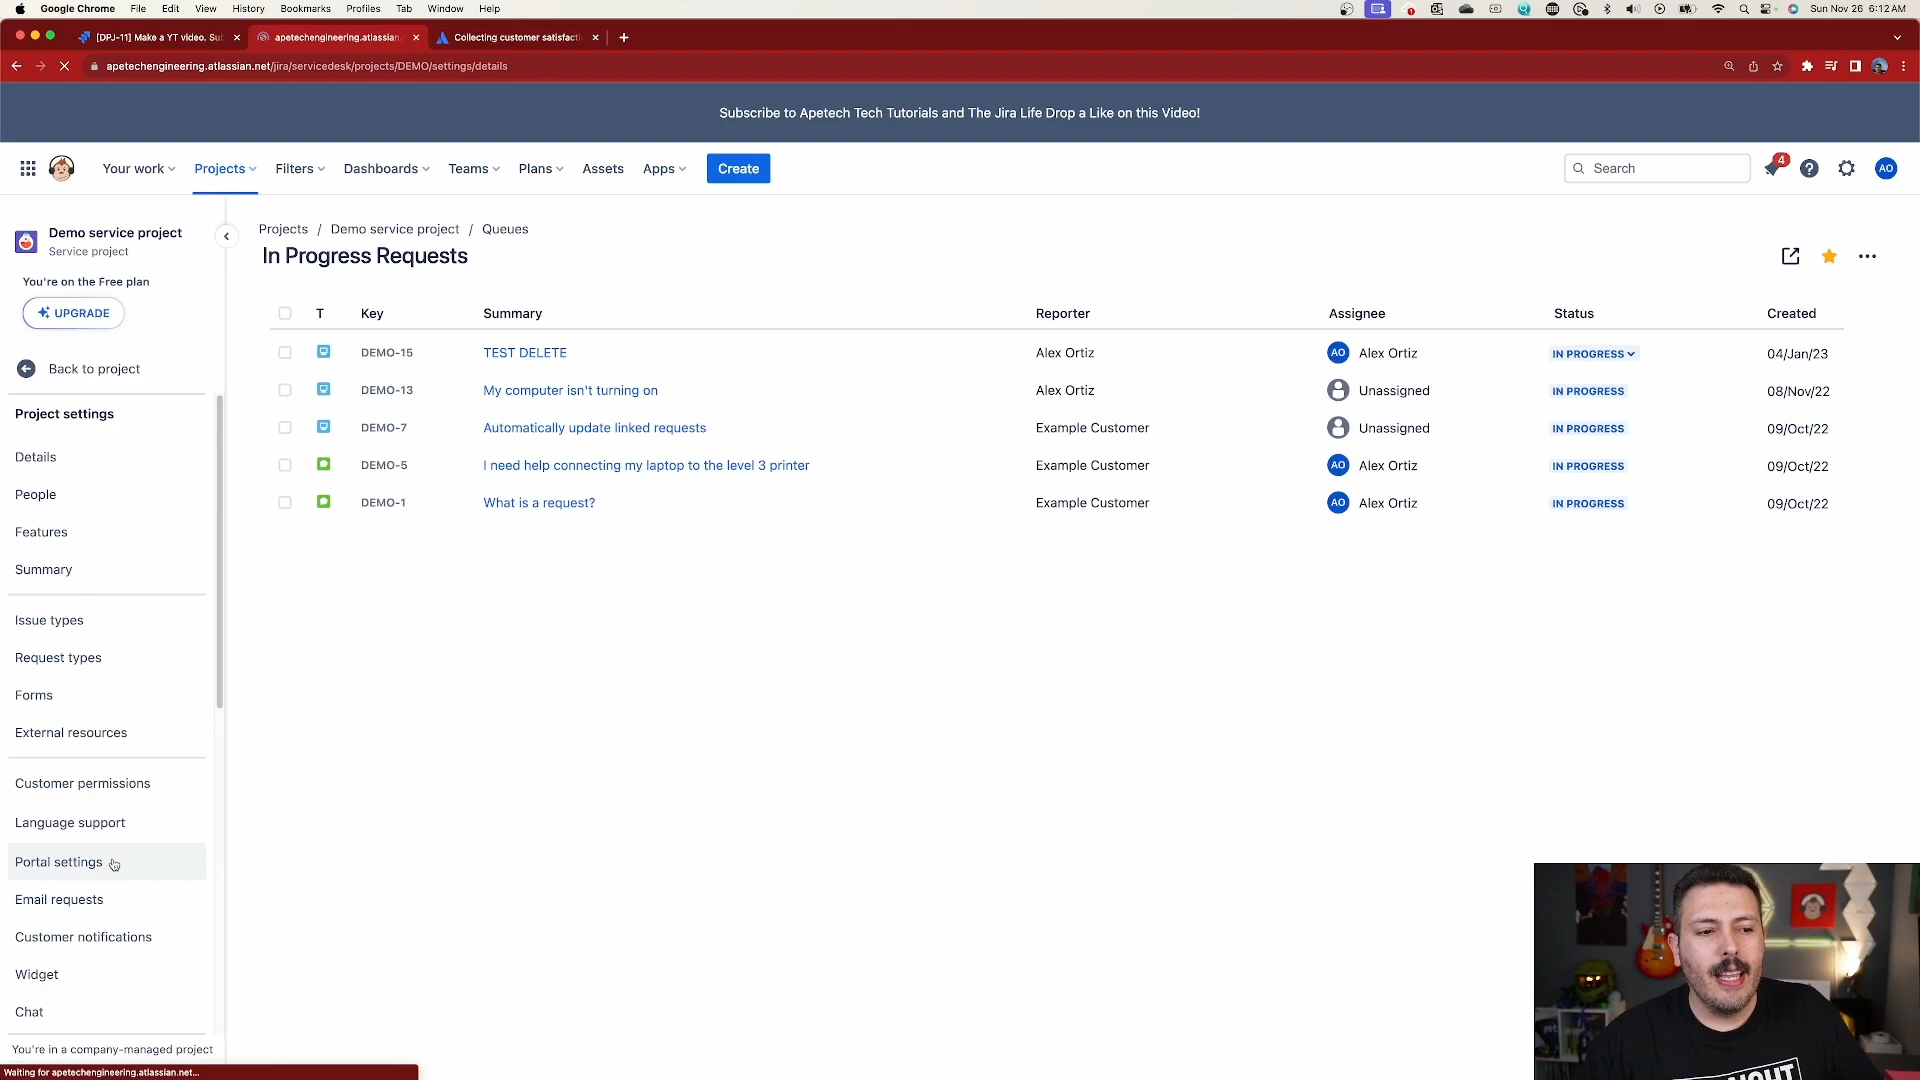 Google Chrome File Edit View History Bookmarks Profiles Tab Window Help Sun Nov 26 6:12 AM
[DPJ-11] Make a YT video. Su apetechengineering.atlassian. Collecting customer satisfacti
apetechengineering.atlassian.net/jira/servicedesk/projects/DEMO/settings/details
Subscribe to Apetech Tech Tutorials and The Jira Life Drop a Like on this Video!
Your work Projects Filters Dashboards Teams Plans Assets Apps Create Search 4 AO
Demo service project
Service project
You're on the Free plan
UPGRADE
Back to project
Project settings
Details
People
Features
Summary
Issue types
Request types
Forms
External resources
Customer permissions
Language support
Portal settings
Email requests
Customer notifications
Widget
Chat
You're in a company-managed project
Waiting for apetechengineering.atlassian.net...
Projects / Demo service project / Queues
In Progress Requests
T Key Summary Reporter Assignee Status Created
DEMO-15 TEST DELETE Alex Ortiz AO Alex Ortiz IN PROGRESS 04/Jan/23
DEMO-13 My computer isn't turning on Alex Ortiz Unassigned IN PROGRESS 08/Nov/22
DEMO-7 Automatically update linked requests Example Customer Unassigned IN PROGRESS 09/Oct/22
DEMO-5 I need help connecting my laptop to the level 3 printer Example Customer AO Alex Ortiz IN PROGRESS 09/Oct/22
DEMO-1 What is a request? Example Customer AO Alex Ortiz IN PROGRESS 09/Oct/22